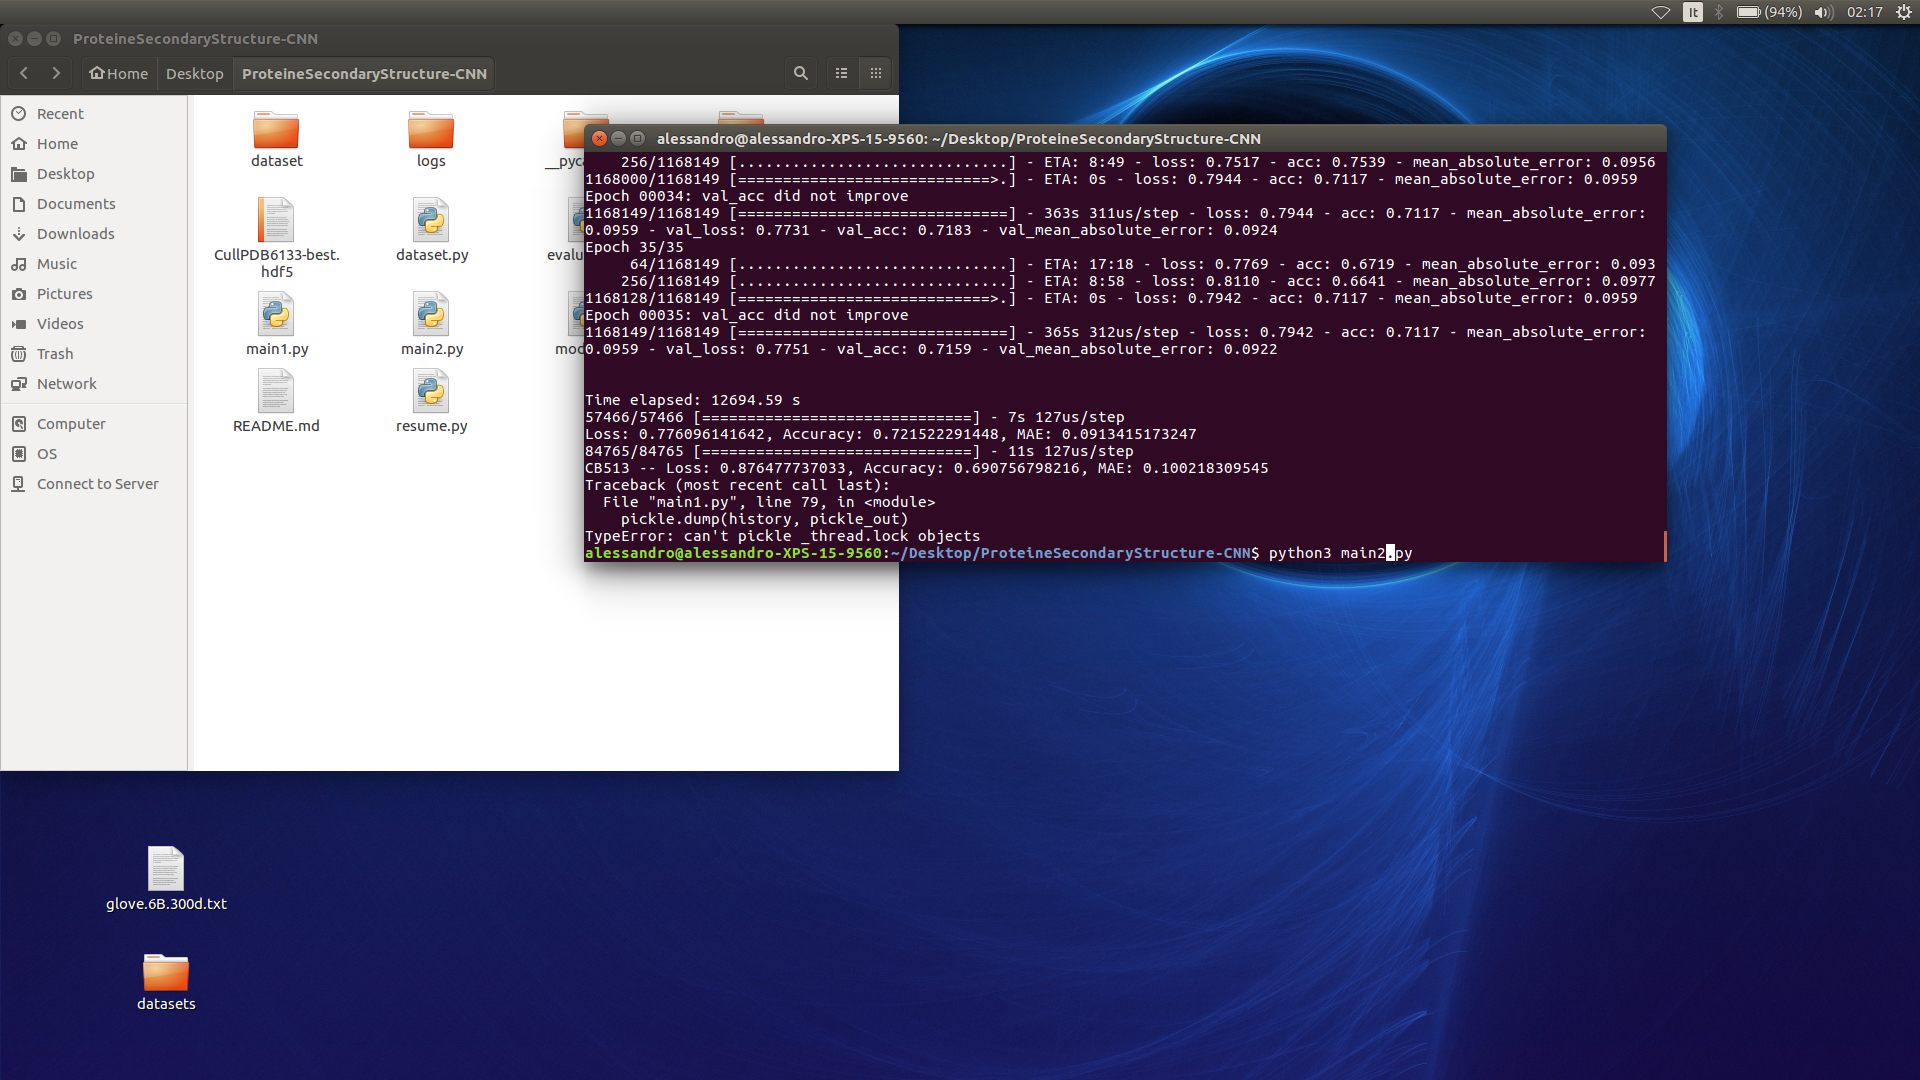 It
(94%)
02:17
ProteineSecondaryStructure-CNN
Home
Desktop
ProteineSecondaryStructure-CNN
Recent
Home
Desktop
Documents
Downloads
Music
Pictures
Videos
Trash
Network
Computer
OS
Connect to Server
dataset
logs
__pyca
CullPDB6133-best.
hdf5
dataset.py
evalu
main1.py
main2.py
mod
README.md
resume.py
alessandro@alessandro-XPS-15-9560: ~/Desktop/ProteineSecondaryStructure-CNN
256/1168149 [..............................] - ETA: 8:49 - loss: 0.7517 - acc: 0.7539 - mean_absolute_error: 0.0956
1168000/1168149 [============================>.] - ETA: 0s - loss: 0.7944 - acc: 0.7117 - mean_absolute_error: 0.0959
Epoch 00034: val_acc did not improve
1168149/1168149 [==============================] - 363s 311us/step - loss: 0.7944 - acc: 0.7117 - mean_absolute_error:
0.0959 - val_loss: 0.7731 - val_acc: 0.7183 - val_mean_absolute_error: 0.0924
Epoch 35/35
64/1168149 [..............................] - ETA: 17:18 - loss: 0.7769 - acc: 0.6719 - mean_absolute_error: 0.093
256/1168149 [..............................] - ETA: 8:58 - loss: 0.8110 - acc: 0.6641 - mean_absolute_error: 0.0977
1168128/1168149 [============================>.] - ETA: 0s - loss: 0.7942 - acc: 0.7117 - mean_absolute_error: 0.0959
Epoch 00035: val_acc did not improve
1168149/1168149 [==============================] - 365s 312us/step - loss: 0.7942 - acc: 0.7117 - mean_absolute_error:
0.0959 - val_loss: 0.7751 - val_acc: 0.7159 - val_mean_absolute_error: 0.0922
Time elapsed: 12694.59 s
57466/57466 [==============================] - 7s 127us/step
Loss: 0.776096141642, Accuracy: 0.721522291448, MAE: 0.0913415173247
84765/84765 [==============================] - 11s 127us/step
CB513 -- Loss: 0.876477737033, Accuracy: 0.690756798216, MAE: 0.100218309545
Traceback (most recent call last):
File "main1.py", line 79, in <module>
pickle.dump(history, pickle_out)
TypeError: can't pickle _thread.lock objects
alessandro@alessandro-XPS-15-9560:~/Desktop/ProteineSecondaryStructure-CNN$ python3 main2.py
glove.6B.300d.txt
datasets